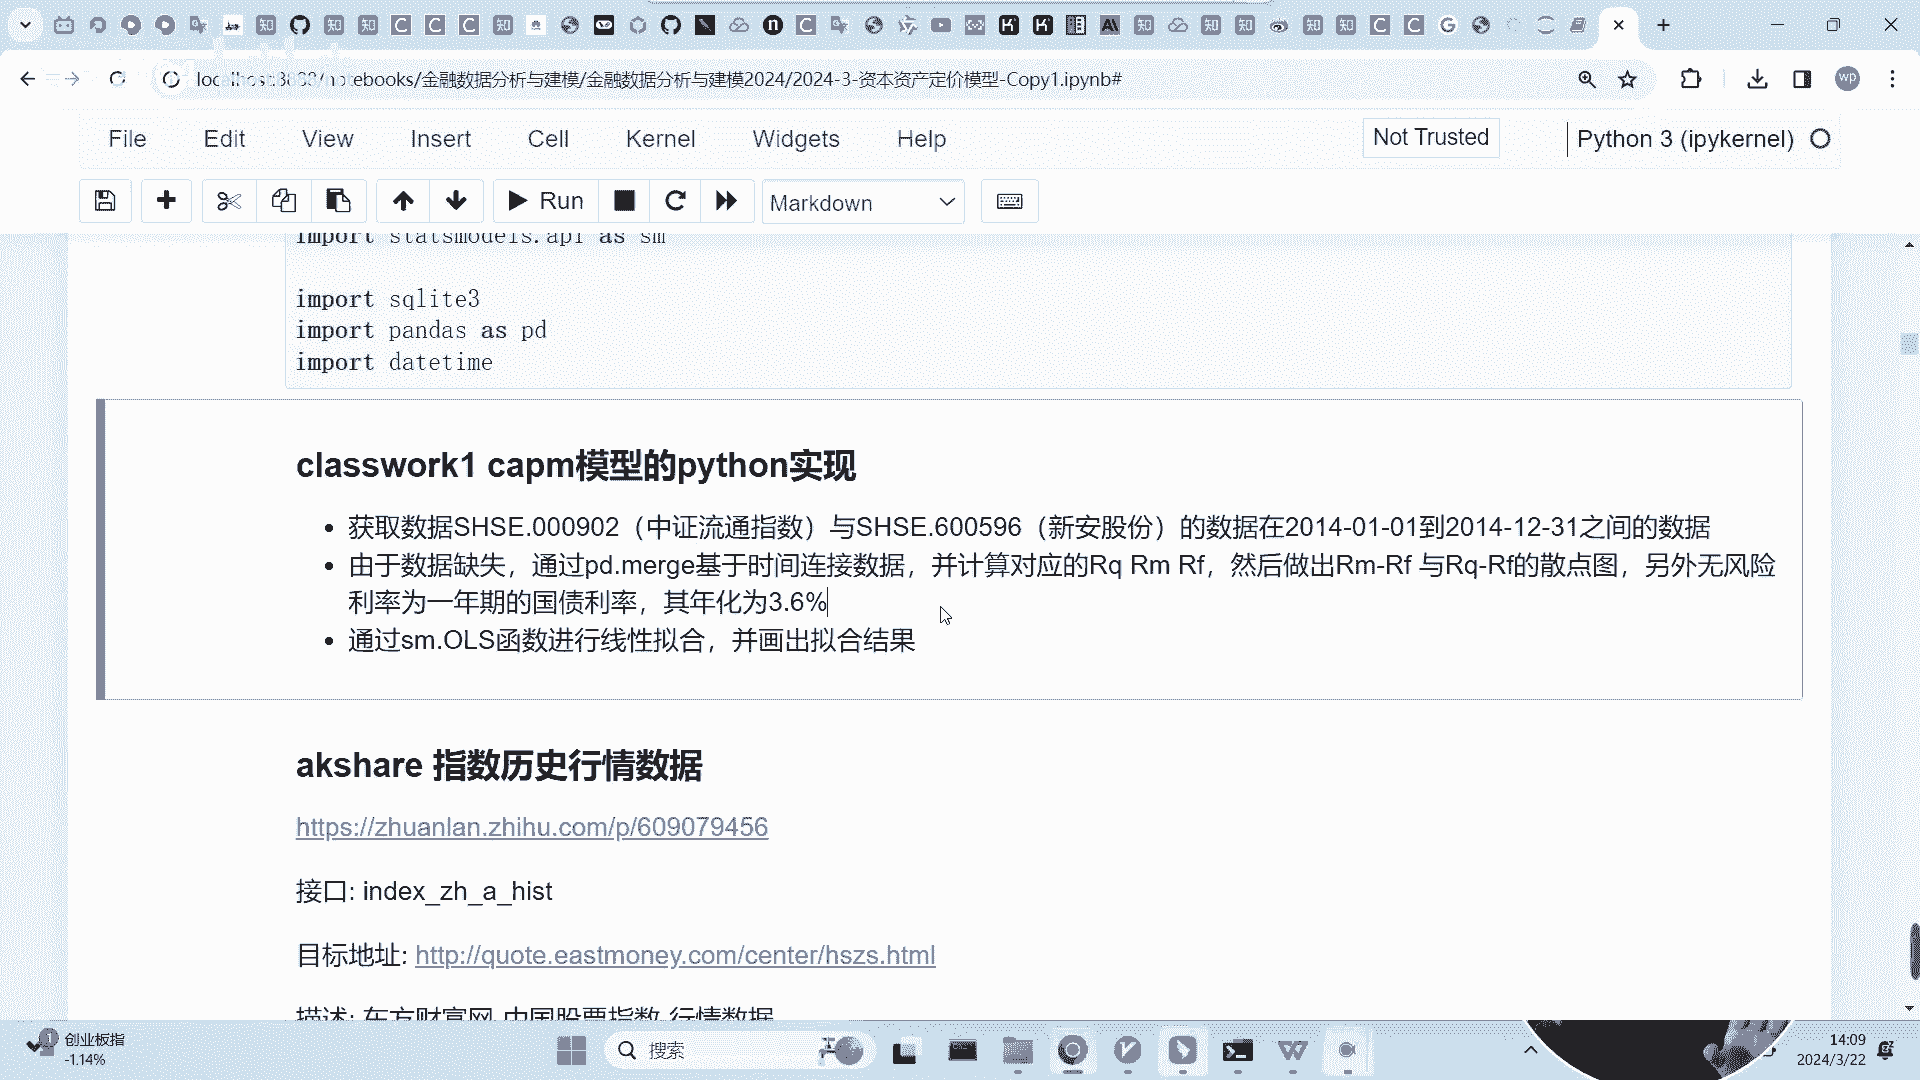 localhost:8888/notebooks/金融数据分析与建模/金融数据分析与建模2024/2024-3-资本资产定价模型-Copy1.ipynb#
wp
File Edit View Insert Cell Kernel Widgets Help Not Trusted Python 3 (ipykernel)
Run Markdown
import statsmodels.api as sm
import sqlite3
import pandas as pd
import datetime
classwork1 capm模型的python实现
获取数据SHSE.000902（中证流通指数）与SHSE.600596（新安股份）的数据在2014-01-01到2014-12-31之间的数据
由于数据缺失，通过pd.merge基于时间连接数据，并计算对应的Rq Rm Rf，然后做出Rm-Rf 与Rq-Rf的散点图，另外无风险
利率为一年期的国债利率，其年化为3.6%
通过sm.OLS函数进行线性拟合，并画出拟合结果
akshare 指数历史行情数据
https://zhuanlan.zhihu.com/p/609079456
接口: index_zh_a_hist
目标地址: http://quote.eastmoney.com/center/hszs.html
描述: 东方财富网-中国股票指数-行情数据
创业板指
-1.14%
搜索
14:09
2024/3/22